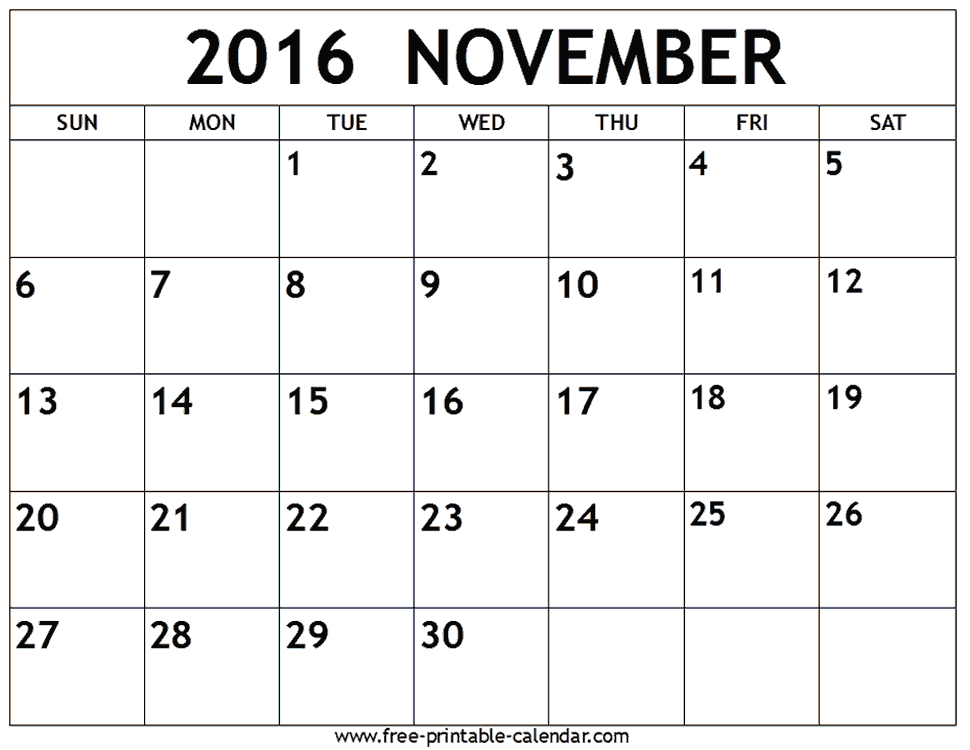 2016 NOVEMBER
SUN MON TUE WED THU FRI SAT
1 2 3 4 5
6 7 8 9 10 11 12
13 14 15 16 17 18 19
20 21 22 23 24 25 26
27 28 29 30
www.free-printable-calendar.com